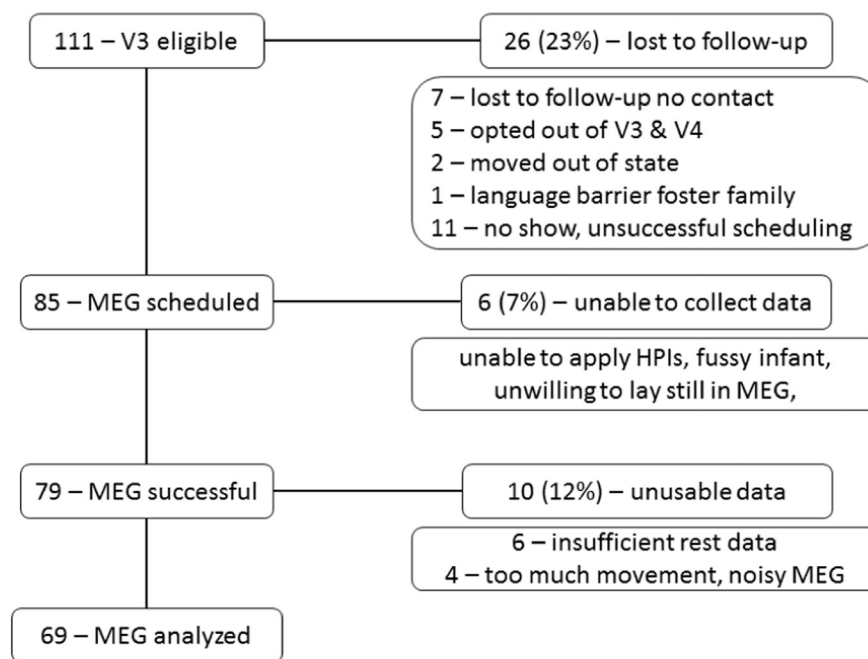 111 – V3 eligible
26 (23%) – lost to follow-up
7 – lost to follow-up no contact
5 – opted out of V3 & V4
2 – moved out of state
1 – language barrier foster family
11 – no show, unsuccessful scheduling
85 – MEG scheduled
6 (7%) – unable to collect data
unable to apply HPIs, fussy infant,
unwilling to lay still in MEG,
79 – MEG successful
10 (12%) – unusable data
6 – insufficient rest data
4 – too much movement, noisy MEG
69 – MEG analyzed